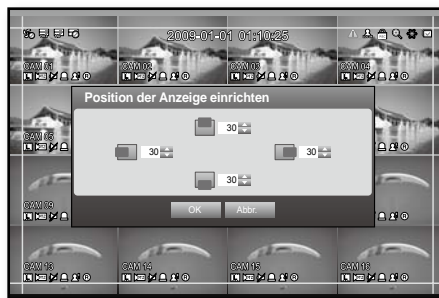 2009-01-01 01:10:25
CAM 01 CAM 02 CAM 03 CAM 04
Position der Anzeige einrichten
30
CAM 05
30 30
30
CAM 09
OK Abbr.
CAM 13 CAM 14 CAM 15 CAM 16